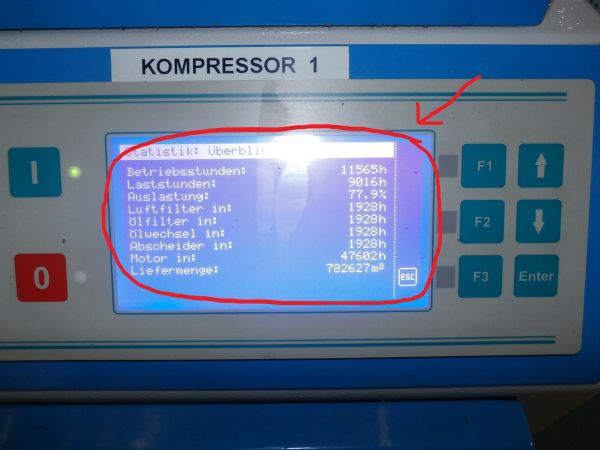 KOMPRESSOR 1
Statistik: Überbli
Betriebsstunden: 11565h
Laststunden: 9016h
Auslastung: 77.9%
Luftfilter in: 1928h
Ölfilter in: 1928h
Ölwechsel in: 1928h
Abscheider in: 1928h
Motor in: 47602h
Liefermenge: 782627m³
ESC
I
0
F1
F2
F3
Enter